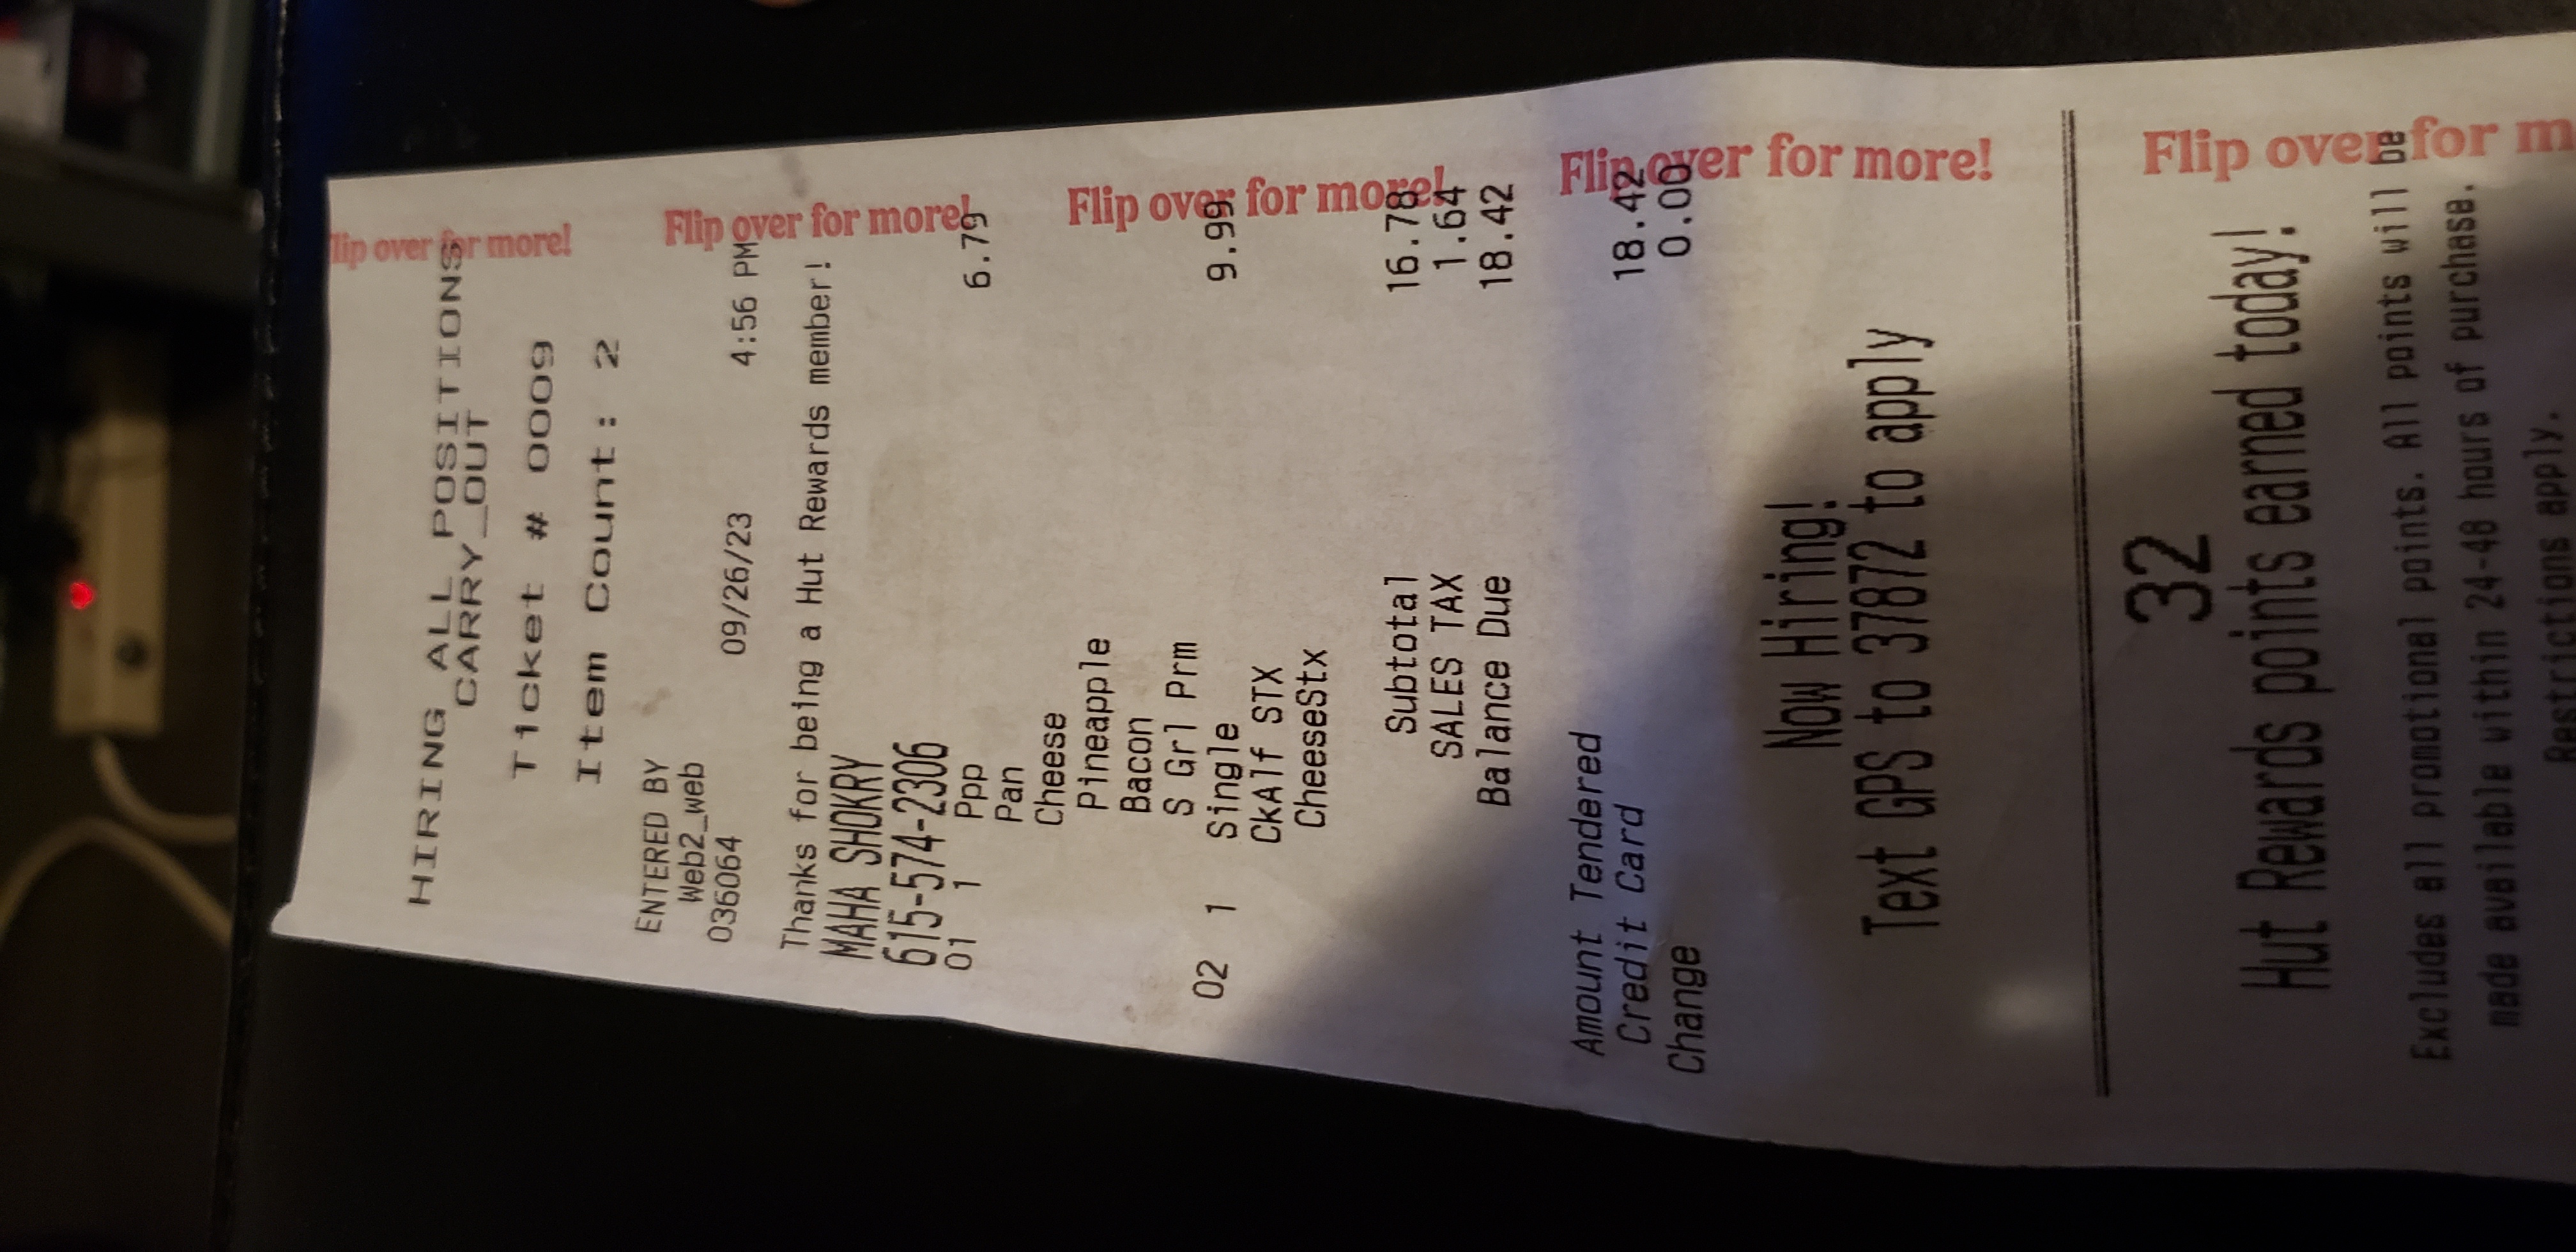 Flip over for more!
HIRING ALL POSITIONS
CARRY_OUT
Ticket # 0009
Item Count: 2
ENTERED BY
Web2_web
Flip over for more!
036064 09/26/23 4:56 PM
Thanks for being a Hut Rewards member!
MAHA SHOKRY
615-574-2306
01 1 Ppp 6.79
Pan
Cheese
Flip over for more!
Pineapple
Bacon
S Grl Prm
02 1 Single 9.99
CkAlf STX
CheeseStx
Subtotal 16.78
SALES TAX 1.64
Balance Due 18.42
Flip over for more!
Amount Tendered
Credit Card 18.42
Change 0.00
Now Hiring!
Text GPS to 37872 to apply
Flip over for m
32
Hut Rewards points earned today!
Excludes all promotional points. All points will be
made available within 24-48 hours of purchase.
Restrictions apply.